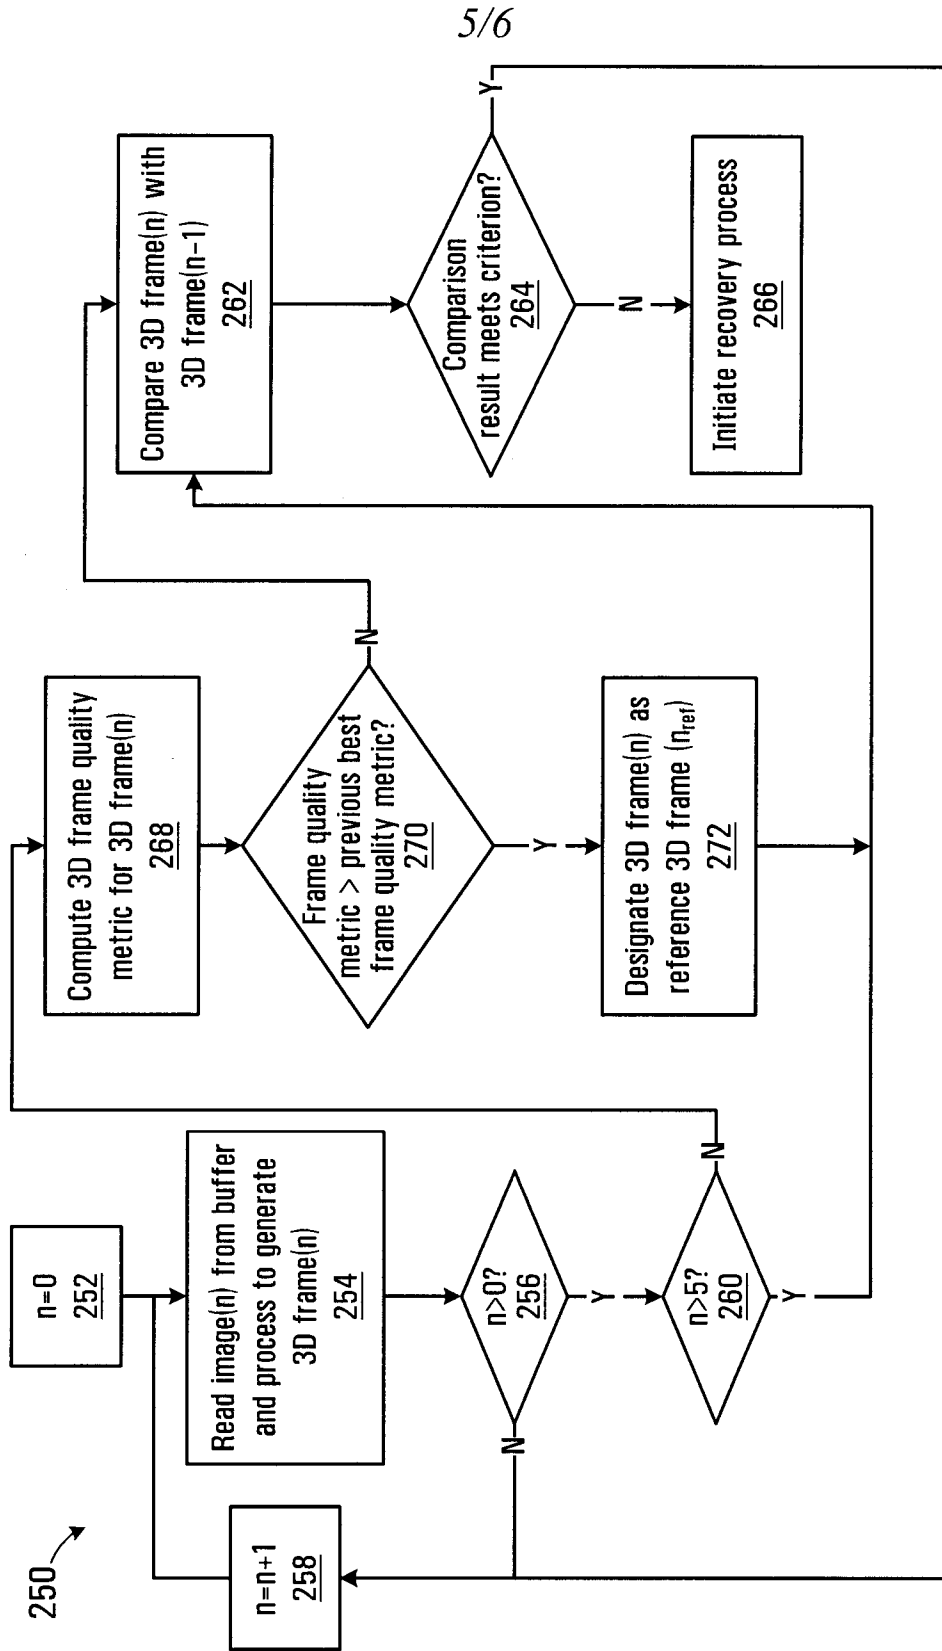 5/6
250
n=0
252
n=n+1
258
Read image(n) from buffer
and process to generate
3D frame(n)
254
n>0?
256
N
Y
n>5?
260
N
Y
Compute 3D frame quality
metric for 3D frame(n)
268
Frame quality
metric > previous best
frame quality metric?
270
N
Y
Designate 3D frame(n) as
reference 3D frame (nref)
272
Compare 3D frame(n) with
3D frame(n-1)
262
Comparison
result meets criterion?
264
Y
N
Initiate recovery process
266